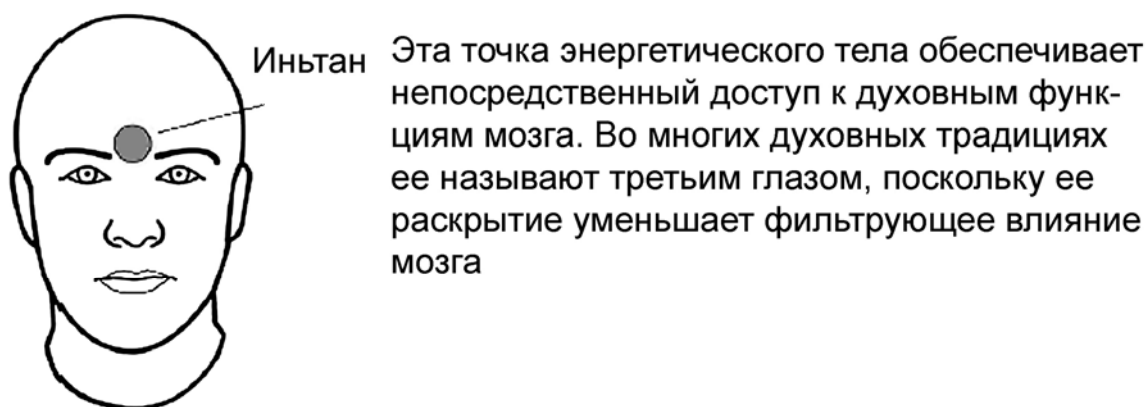 Иньтан
Эта точка энергетического тела обеспечивает
непосредственный доступ к духовным функ-
циям мозга. Во многих духовных традициях
ее называют третьим глазом, поскольку ее
раскрытие уменьшает фильтрующее влияние
мозга